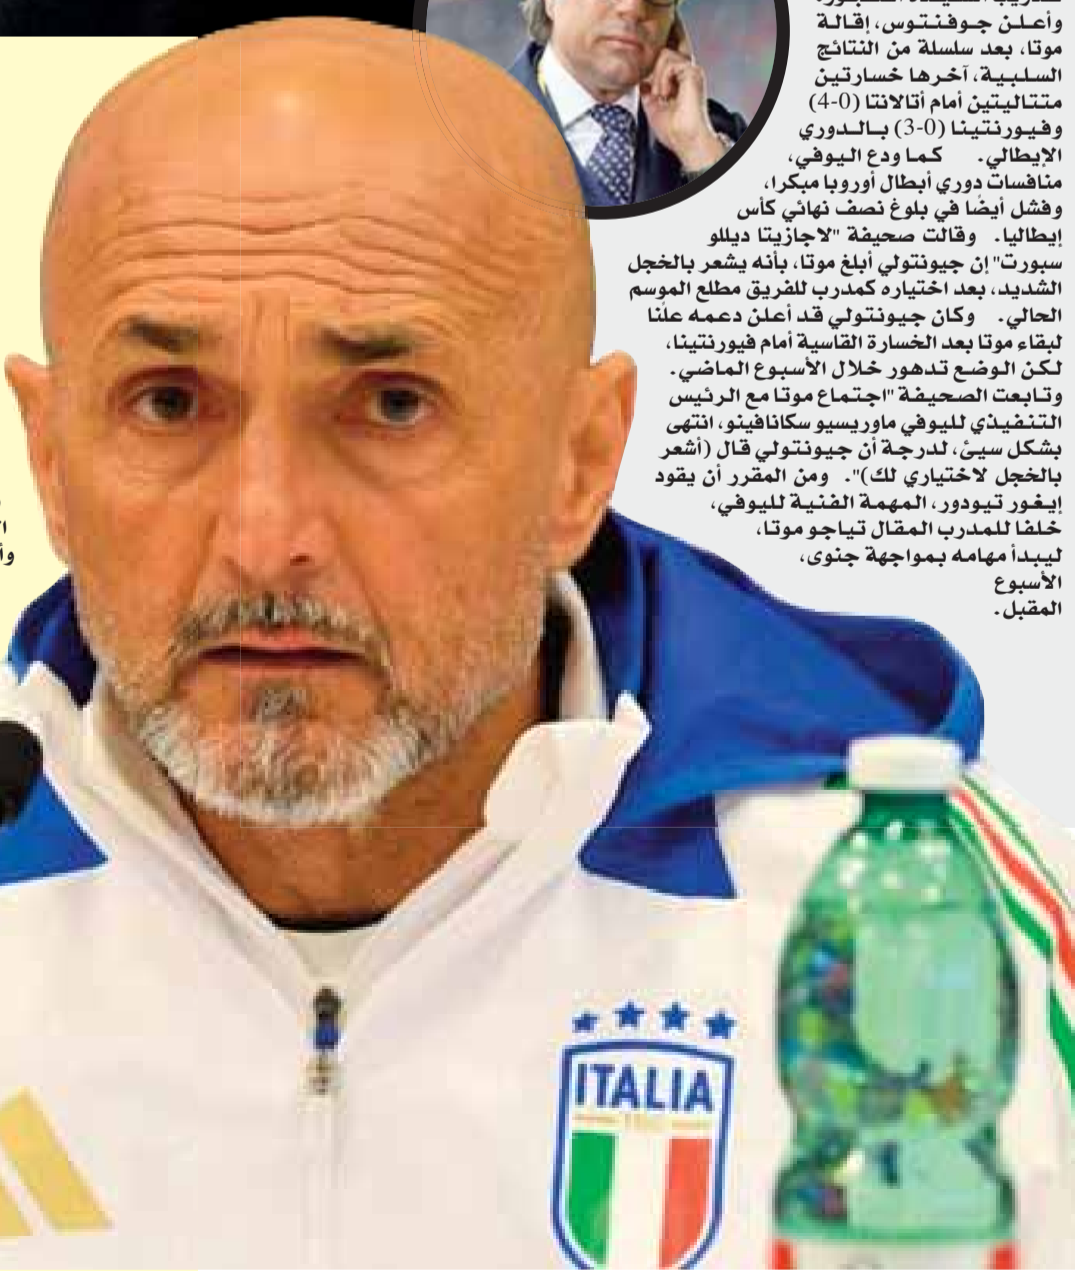 وأعلن جوفنتوس، إقالة
موتا، بعد سلسلة من النتائج
السلبية، آخرها خسارتين
متتاليتين أمام أتالانتا (0-4)
وفيورنتينا (0-3) بالدوري
الإيطالي. كما ودع اليوفي،
منافسات دوري أبطال أوروبا مبكرا،
وفشل أيضًا في بلوغ نصف نهائي كأس
إيطاليا. وقالت صحيفة "لاجازيتا ديللو
سبورت" إن جيونتولي أبلغ موتا، بأنه يشعر بالخجل
الشديد، بعد اختياره كمدرب للفريق مطلع الموسم
الحالي. وكان جيونتولي قد أعلن دعمه علنًا
لبقاء موتا بعد الخسارة القاسية أمام فيورنتينا،
لكن الوضع تدهور خلال الأسبوع الماضي.
وتابعت الصحيفة "اجتماع موتا مع الرئيس
التنفيذي لليوفي ماوريسيو سكانافينو، انتهى
بشكل سيئ، لدرجة أن جيونتولي قال (أشعر
بالخجل لاختياري لك)". ومن المقرر أن يقود
إيغور تيودور، المهمة الفنية لليوفي،
خلفا للمدرب المقال تياجو موتا،
ليبدأ مهامه بمواجهة جنوى،
الأسبوع
المقبل.
ITALIA